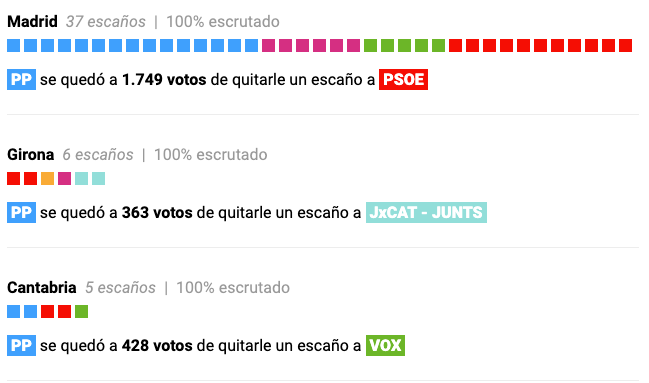 Madrid 37 escaños | 100% escrutado
PP se quedó a 1.749 votos de quitarle un escaño a PSOE
Girona 6 escaños | 100% escrutado
PP se quedó a 363 votos de quitarle un escaño a JxCAT - JUNTS
Cantabria 5 escaños | 100% escrutado
PP se quedó a 428 votos de quitarle un escaño a VOX